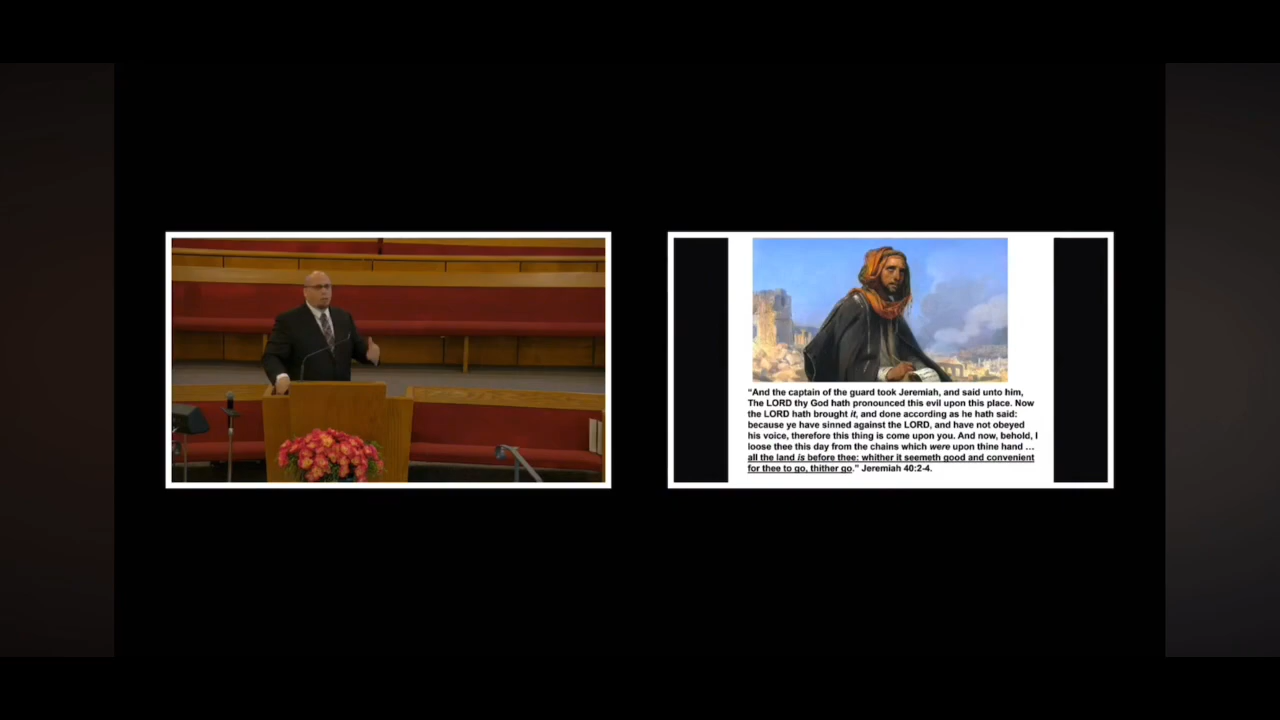 “And the captain of the guard took Jeremiah, and said unto him,
The LORD thy God hath pronounced this evil upon this place. Now
the LORD hath brought it, and done according as he hath said:
because ye have sinned against the LORD, and have not obeyed
his voice, therefore this thing is come upon you. And now, behold, I
loose thee this day from the chains which were upon thine hand ...
all the land is before thee: whither it seemeth good and convenient
for thee to go, thither go.” Jeremiah 40:2-4.